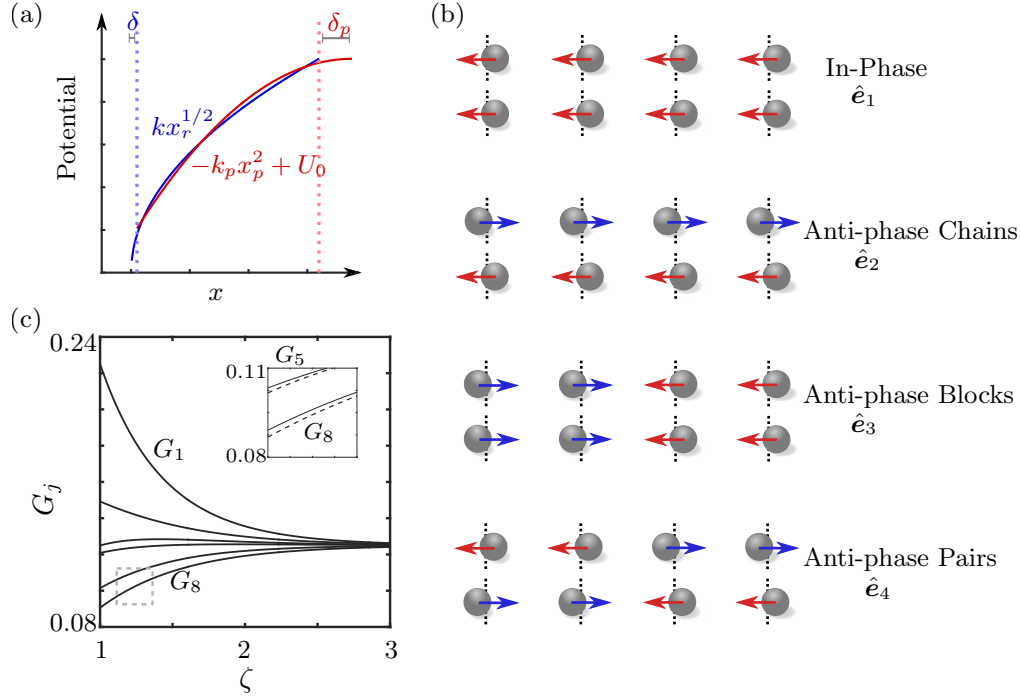 (a)
δ
δ_p
kx_r^{1/2}
−k_p x_p^2 + U_0
Potential
x
(b)
In-Phase
ê_1
Anti-phase Chains
ê_2
Anti-phase Blocks
ê_3
Anti-phase Pairs
ê_4
(c)
0.24
0.11
G_5
G_8
0.08
G_1
G_j
G_8
0.08
1
2
3
ζ